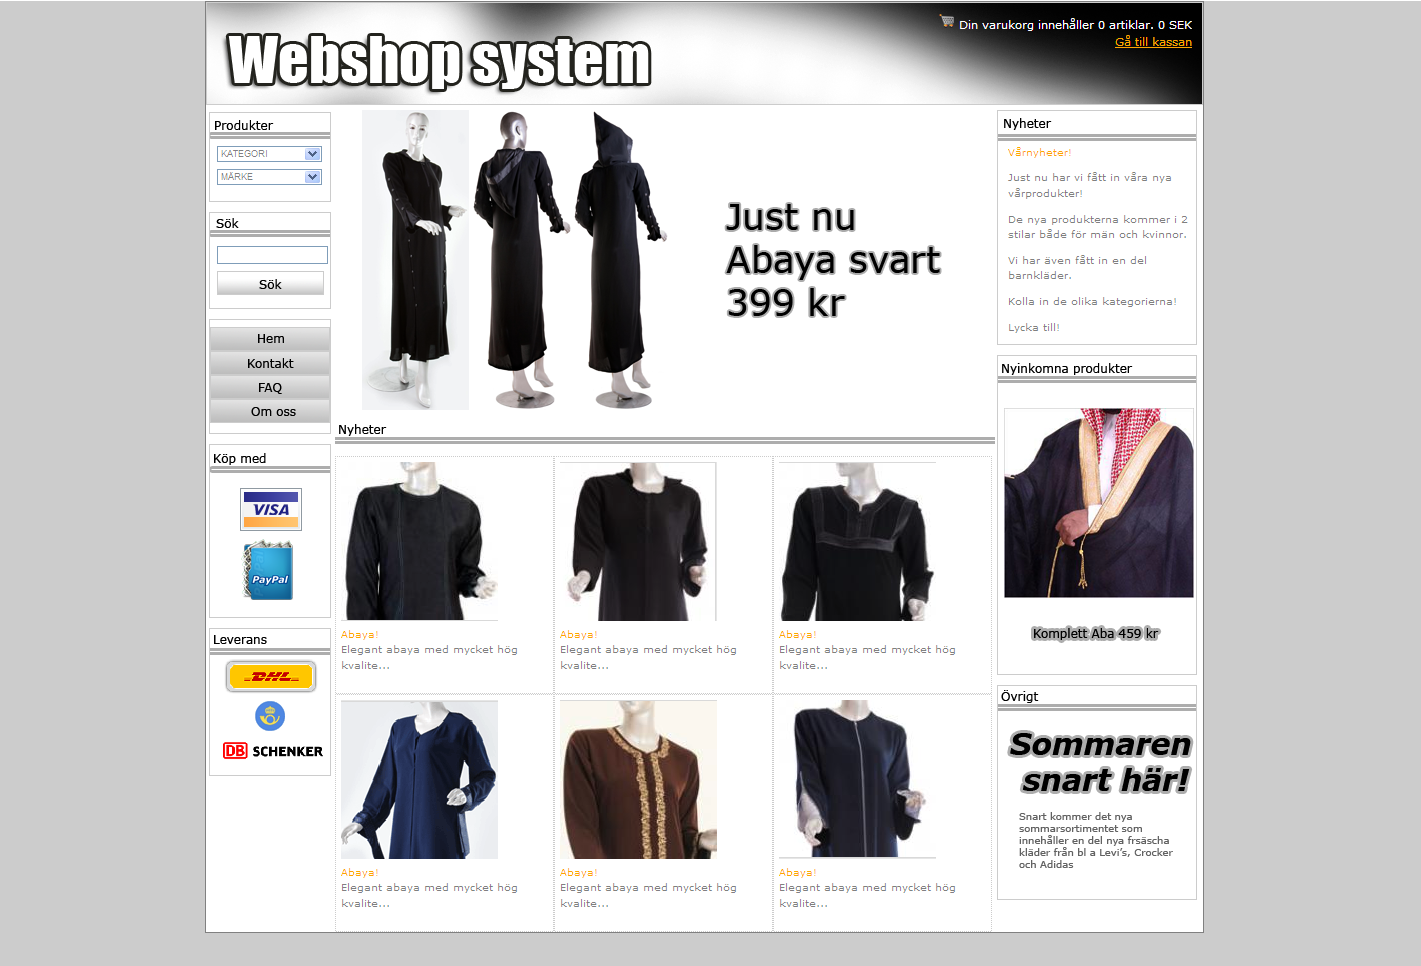 Webshop system
Din varukorg innehåller 0 artiklar. 0 SEK
Gå till kassan
Produkter
KATEGORI
MÄRKE
Sök
Sök
Hem
Kontakt
FAQ
Om oss
Köp med
VISA
PayPal
Leverans
DHL
DB SCHENKER
Just nu
Abaya svart
399 kr
Nyheter
Abaya!
Elegant abaya med mycket hög
kvalite...
Abaya!
Elegant abaya med mycket hög
kvalite...
Abaya!
Elegant abaya med mycket hög
kvalite...
Abaya!
Elegant abaya med mycket hög
kvalite...
Abaya!
Elegant abaya med mycket hög
kvalite...
Abaya!
Elegant abaya med mycket hög
kvalite...
Nyheter
Vårnyheter!
Just nu har vi fått in våra nya
vårprodukter!
De nya produkterna kommer i 2
stilar både för män och kvinnor.
Vi har även fått in en del
barnkläder.
Kolla in de olika kategorierna!
Lycka till!
Nyinkomna produkter
Komplett Aba 459 kr
Övrigt
Sommaren
snart här!
Snart kommer det nya
sommarsortimentet som
innehåller en del nya frsäscha
kläder från bl a Levi's, Crocker
och Adidas